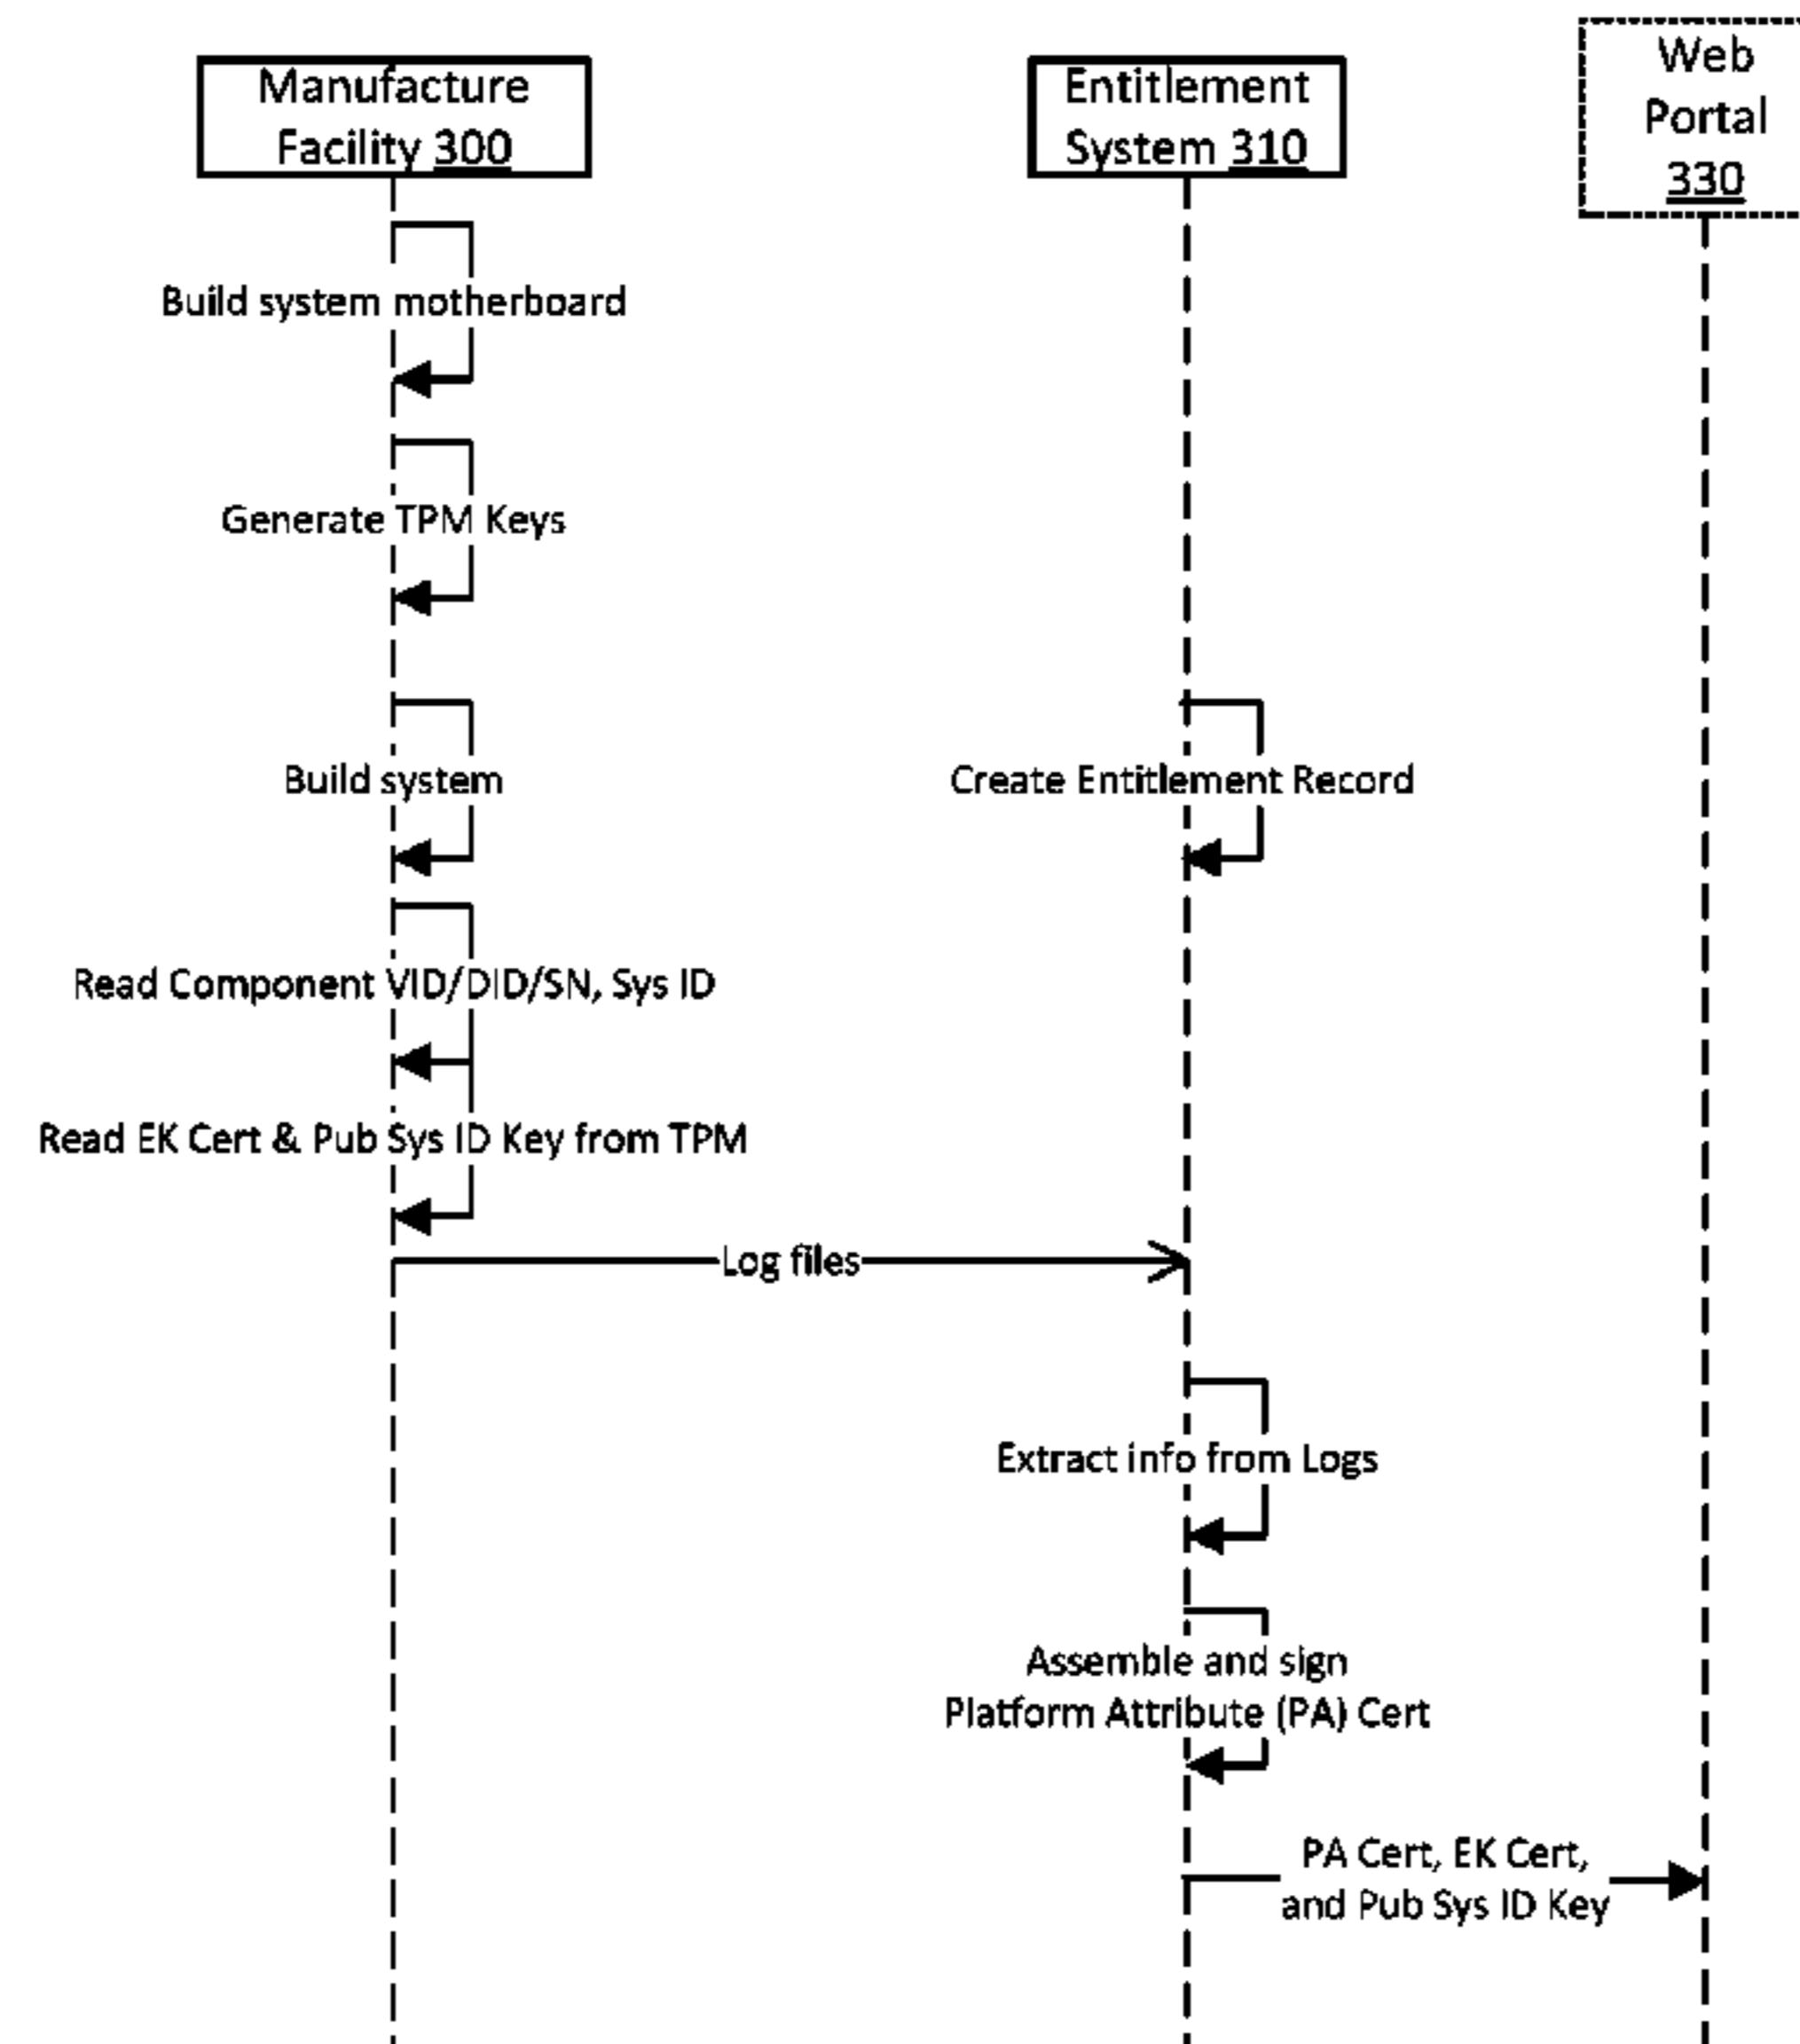 Manufacture
Facility 300
Entitlement
System 310
Web
Portal
330
Build system motherboard
Generate TPM Keys
Build system
Create Entitlement Record
Read Component VID/DID/SN, Sys ID
Read EK Cert & Pub Sys ID Key from TPM
Log files
Extract info from Logs
Assemble and sign
Platform Attribute (PA) Cert
PA Cert, EK Cert,
and Pub Sys ID Key